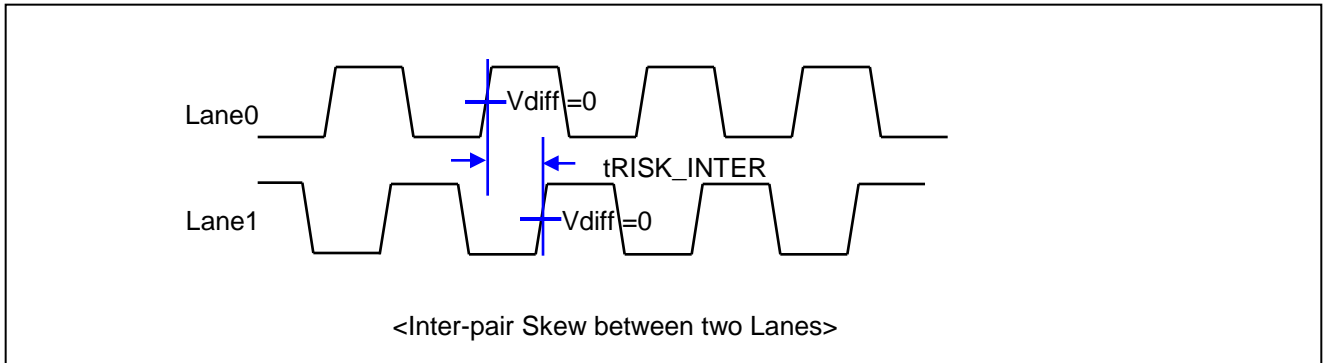 Lane0
Vdiff =0
tRISK_INTER
Lane1
Vdiff =0
<Inter-pair Skew between two Lanes>